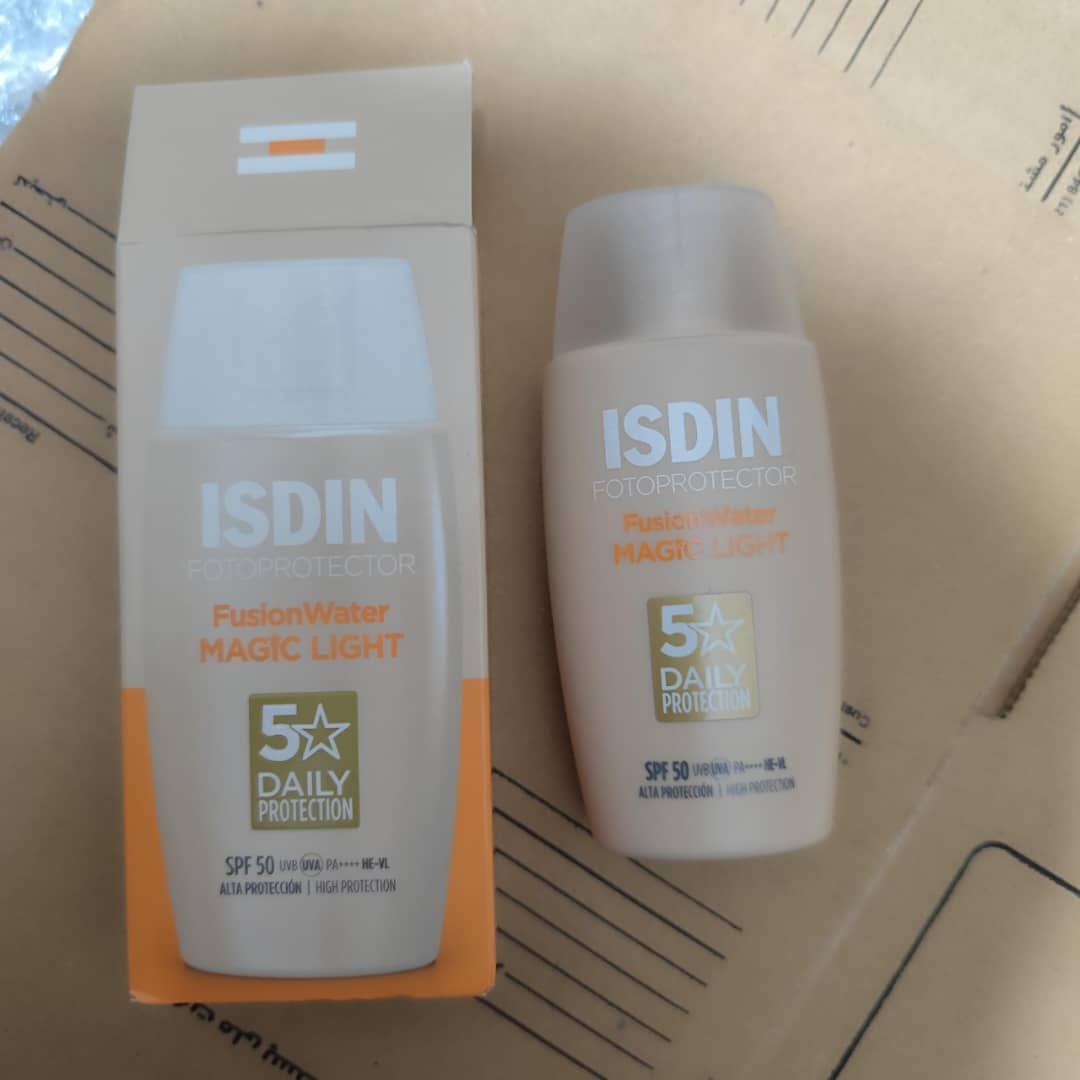 ISDIN
FOTOPROTECTOR
FusionWater
MAGIC LIGHT
5
DAILY
PROTECTION
SPF 50 UVB UVA PA++++ HE-VL
ALTA PROTECCIÓN | HIGH PROTECTION
ISDIN
FOTOPROTECTOR
FusionWater
MAGIC LIGHT
5
DAILY
PROTECTION
SPF 50 UVB UVA PA++++ HE-VL
ALTA PROTECCIÓN | HIGH PROTECTION
امور مشت